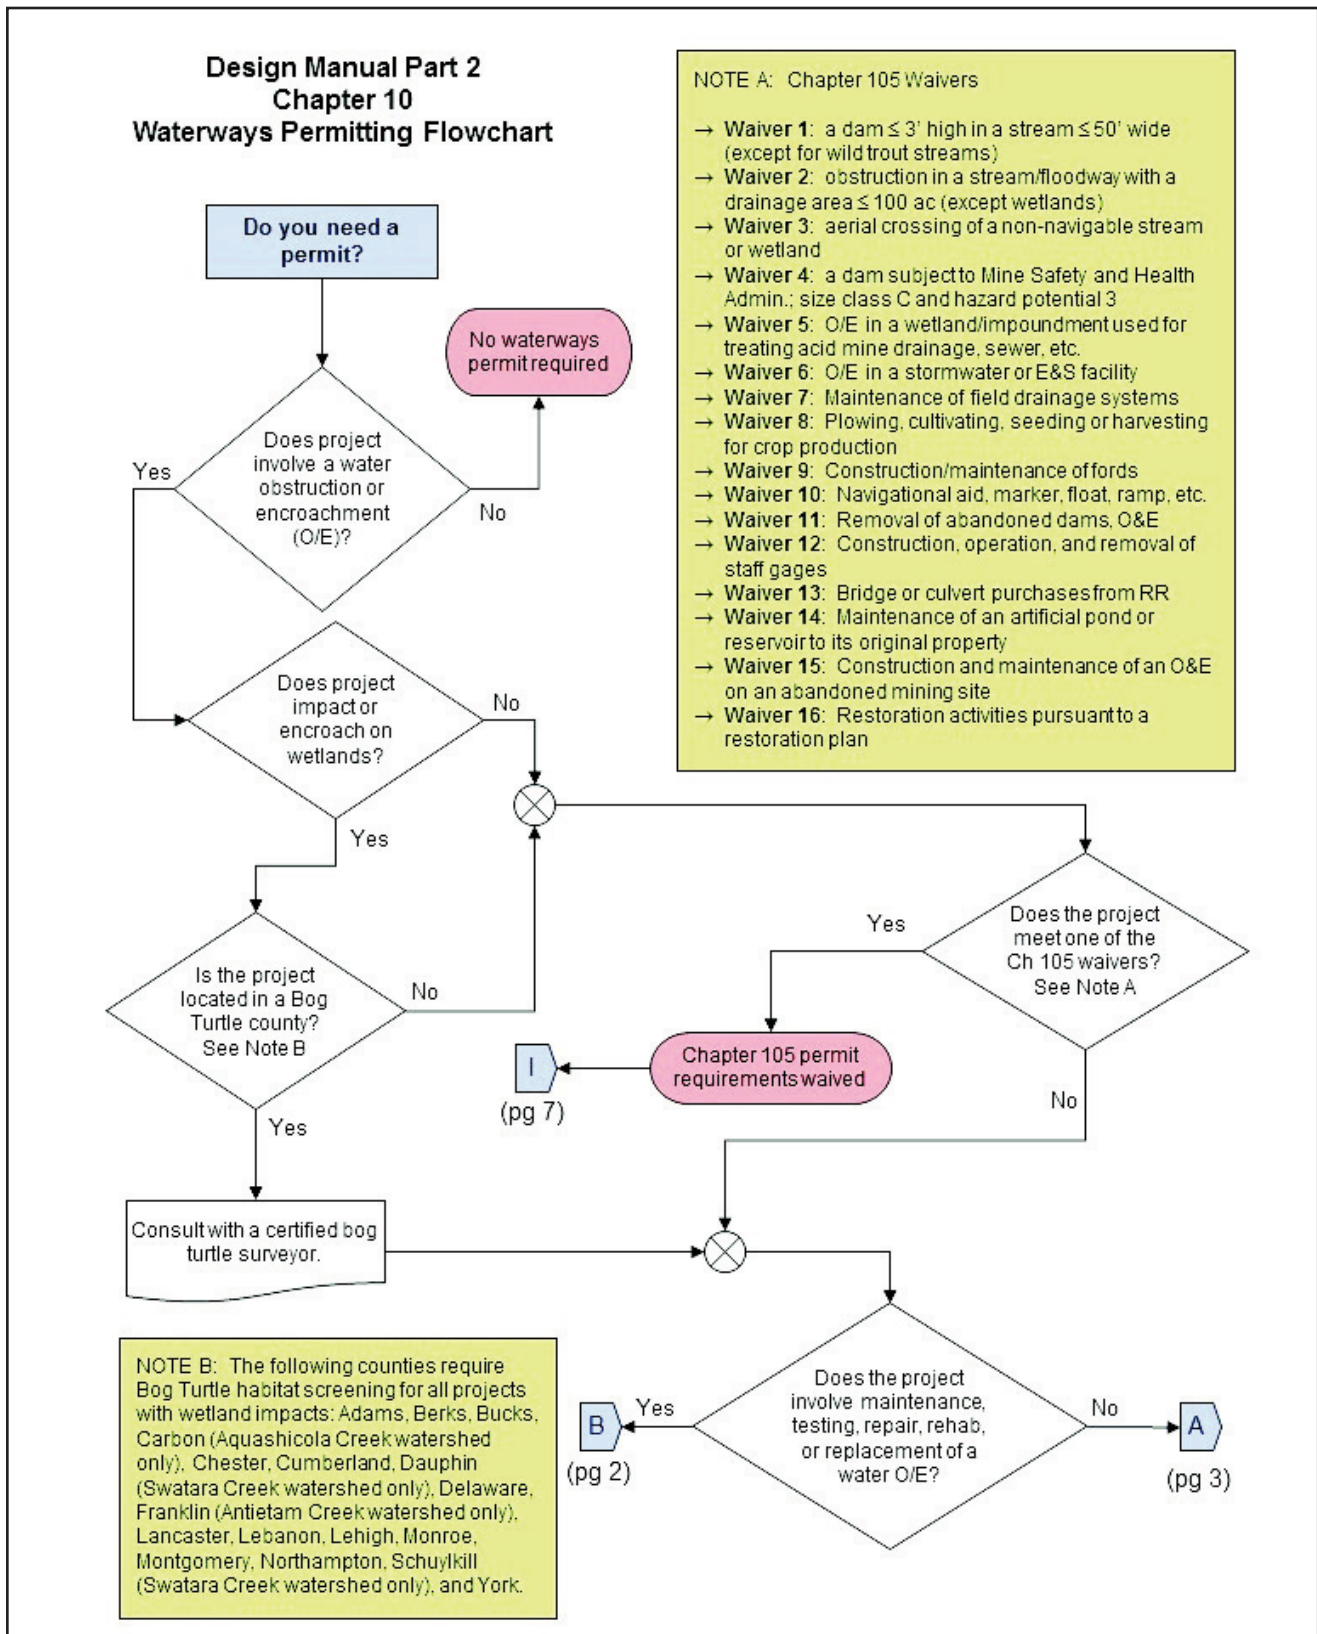 Design Manual Part 2
Chapter 10
Waterways Permitting Flowchart
NOTE A: Chapter 105 Waivers
→ Waiver 1: a dam ≤ 3' high in a stream ≤ 50' wide
(except for wild trout streams)
→ Waiver 2: obstruction in a stream/floodway with a
drainage area ≤ 100 ac (except wetlands)
→ Waiver 3: aerial crossing of a non-navigable stream
or wetland
→ Waiver 4: a dam subject to Mine Safety and Health
Admin.; size class C and hazard potential 3
→ Waiver 5: O/E in a wetland/impoundment used for
treating acid mine drainage, sewer, etc.
→ Waiver 6: O/E in a stormwater or E&S facility
→ Waiver 7: Maintenance of field drainage systems
→ Waiver 8: Plowing, cultivating, seeding or harvesting
for crop production
→ Waiver 9: Construction/maintenance of fords
→ Waiver 10: Navigational aid, marker, float, ramp, etc.
→ Waiver 11: Removal of abandoned dams, O&E
→ Waiver 12: Construction, operation, and removal of
staff gages
→ Waiver 13: Bridge or culvert purchases from RR
→ Waiver 14: Maintenance of an artificial pond or
reservoir to its original property
→ Waiver 15: Construction and maintenance of an O&E
on an abandoned mining site
→ Waiver 16: Restoration activities pursuant to a
restoration plan
Do you need a
permit?
No waterways
permit required
Does project
involve a water
obstruction or
encroachment
(O/E)?
Yes
No
Does project
impact or
encroach on
wetlands?
No
Yes
Is the project
located in a Bog
Turtle county?
See Note B
No
Yes
Does the project
meet one of the
Ch 105 waivers?
See Note A
Yes
No
Chapter 105 permit
requirements waived
I
(pg 7)
Consult with a certified bog
turtle surveyor.
Does the project
involve maintenance,
testing, repair, rehab,
or replacement of a
water O/E?
Yes
B
(pg 2)
No
A
(pg 3)
NOTE B: The following counties require
Bog Turtle habitat screening for all projects
with wetland impacts: Adams, Berks, Bucks,
Carbon (Aquashicola Creek watershed
only), Chester, Cumberland, Dauphin
(Swatara Creek watershed only), Delaware,
Franklin (Antietam Creek watershed only),
Lancaster, Lebanon, Lehigh, Monroe,
Montgomery, Northampton, Schuylkill
(Swatara Creek watershed only), and York.